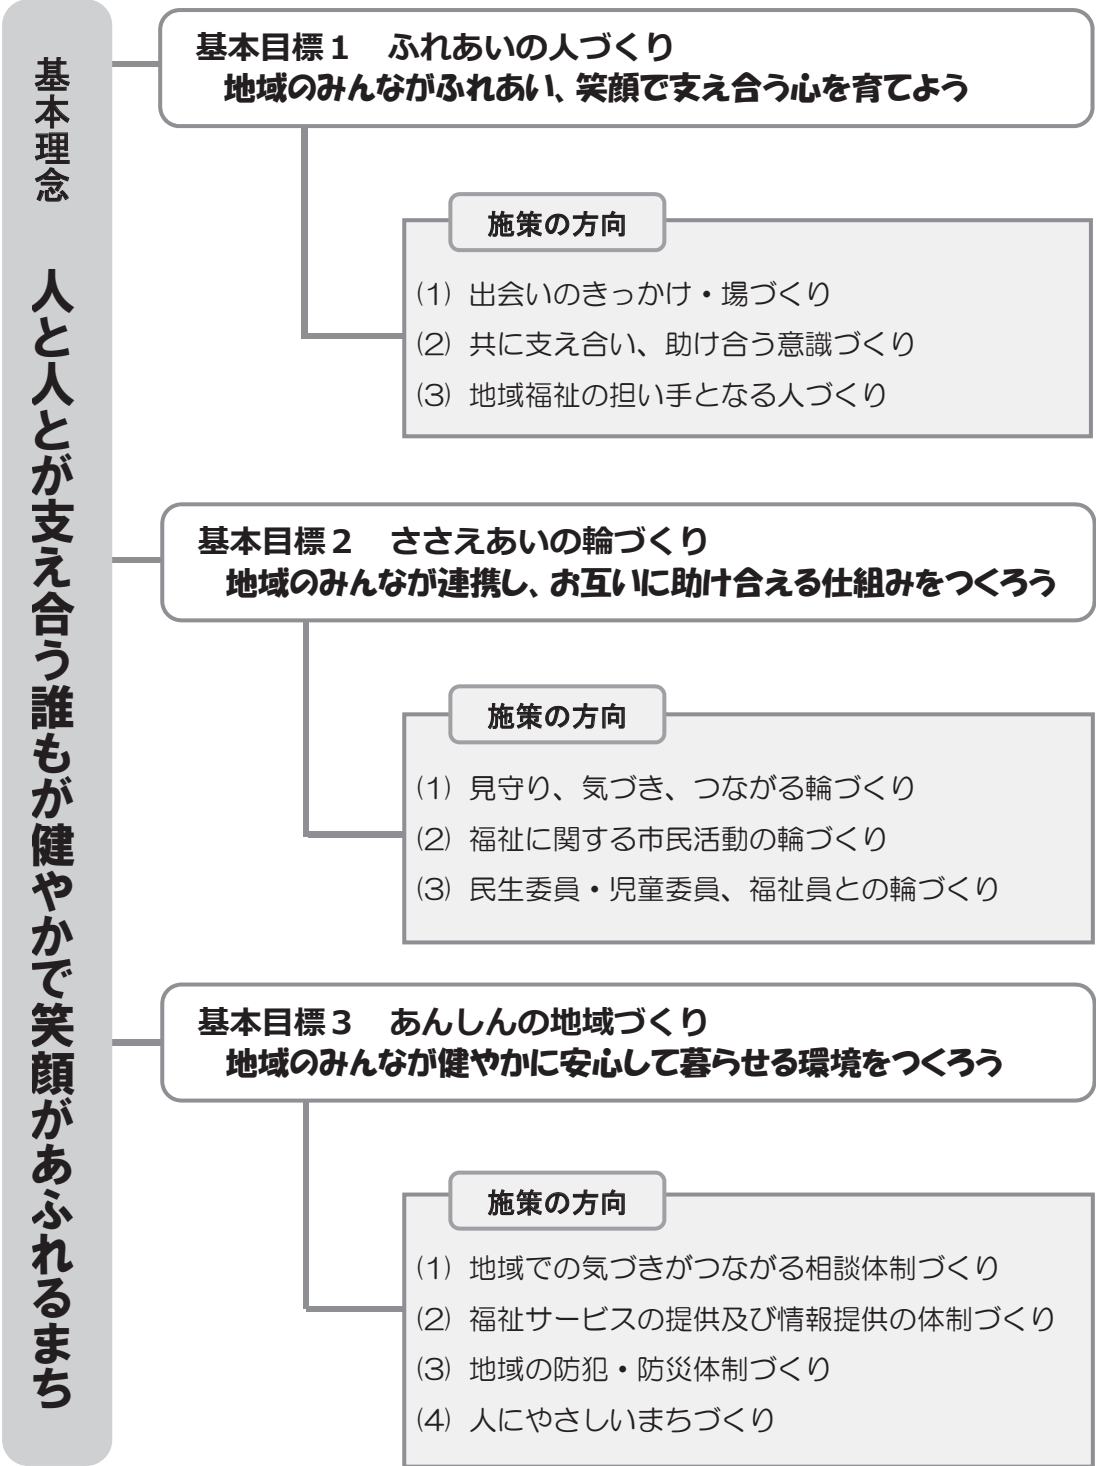 基本理念　人と人とが支え合う誰もが健やかで笑顔があふれるまち
基本目標１　ふれあいの人づくり
地域のみんながふれあい、笑顔で支え合う心を育てよう
施策の方向
(1) 出会いのきっかけ・場づくり
(2) 共に支え合い、助け合う意識づくり
(3) 地域福祉の担い手となる人づくり
基本目標２　ささえあいの輪づくり
地域のみんなが連携し、お互いに助け合える仕組みをつくろう
施策の方向
(1) 見守り、気づき、つながる輪づくり
(2) 福祉に関する市民活動の輪づくり
(3) 民生委員・児童委員、福祉員との輪づくり
基本目標３　あんしんの地域づくり
地域のみんなが健やかに安心して暮らせる環境をつくろう
施策の方向
(1) 地域での気づきがつながる相談体制づくり
(2) 福祉サービスの提供及び情報提供の体制づくり
(3) 地域の防犯・防災体制づくり
(4) 人にやさしいまちづくり